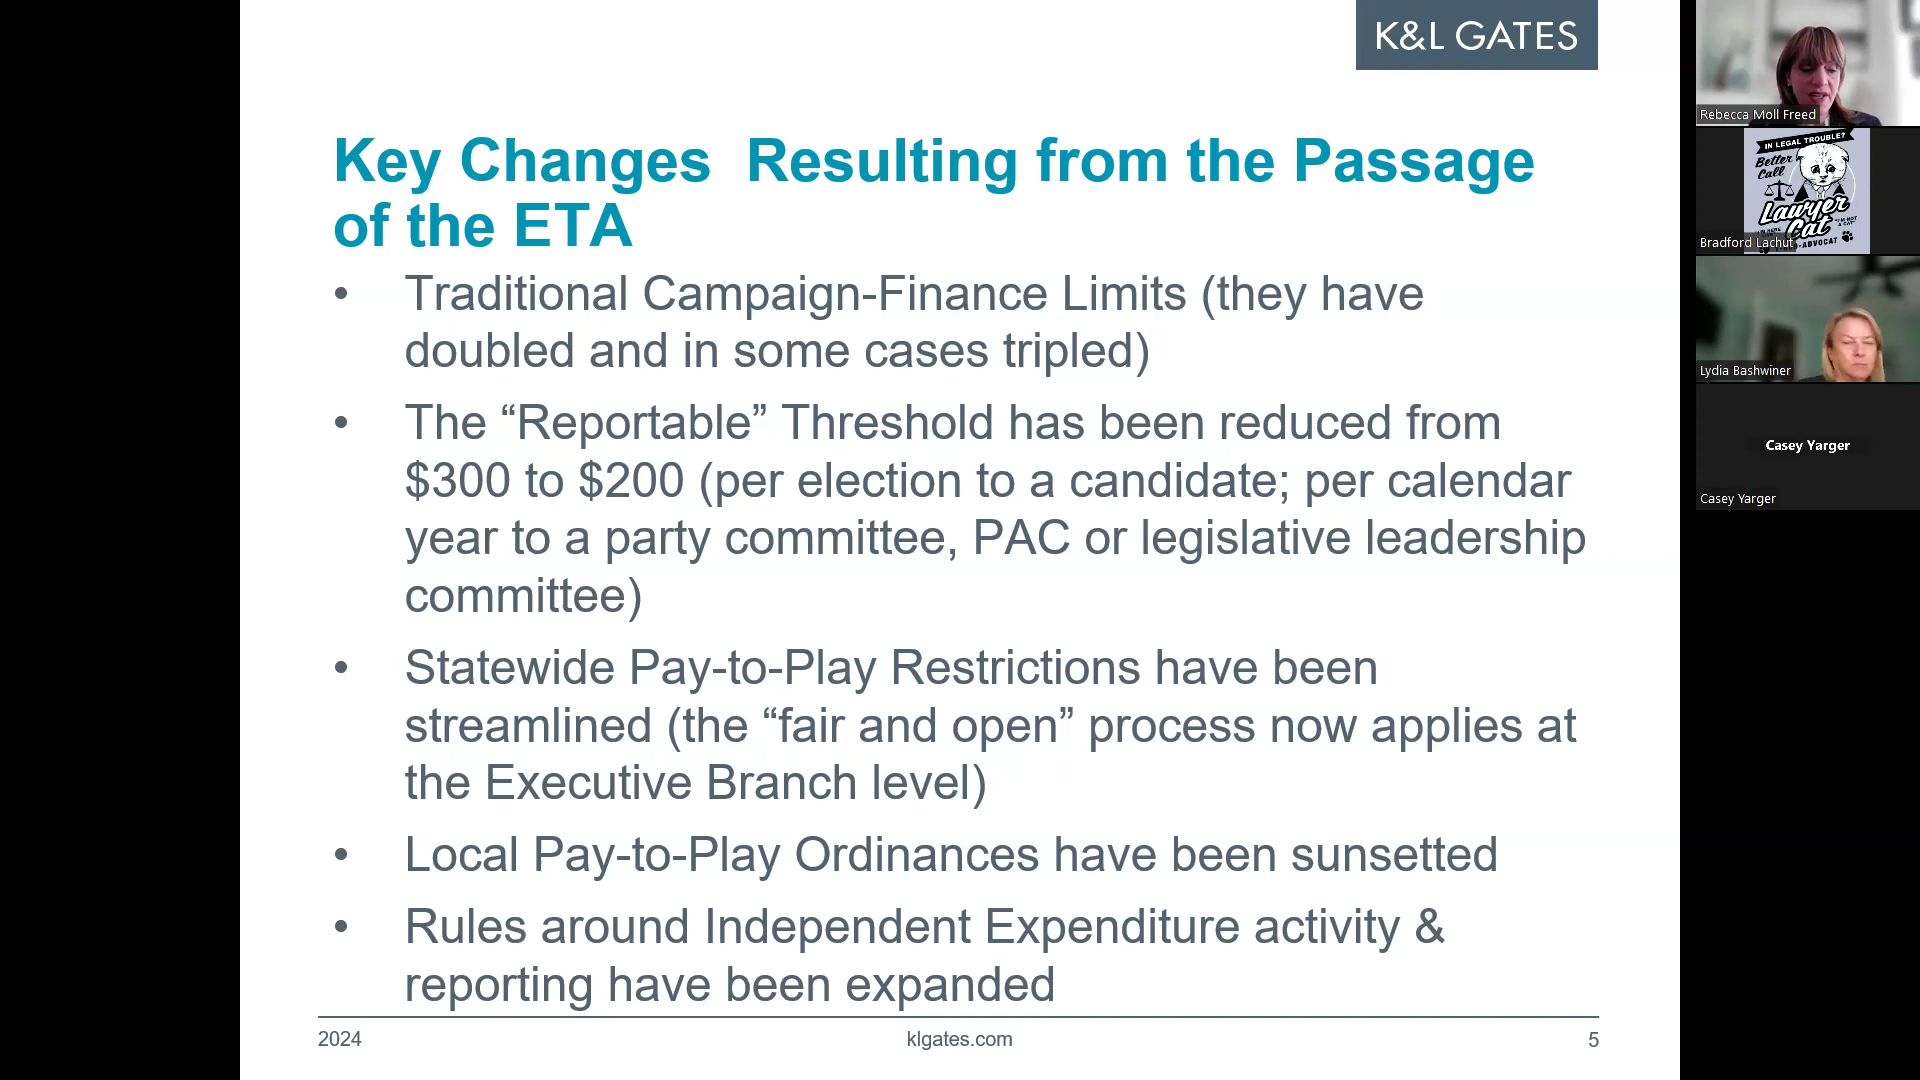 K&L GATES
Key Changes  Resulting from the Passage
of the ETA
• Traditional Campaign-Finance Limits (they have
doubled and in some cases tripled)
• The “Reportable” Threshold has been reduced from
$300 to $200 (per election to a candidate; per calendar
year to a party committee, PAC or legislative leadership
committee)
• Statewide Pay-to-Play Restrictions have been
streamlined (the “fair and open” process now applies at
the Executive Branch level)
• Local Pay-to-Play Ordinances have been sunsetted
• Rules around Independent Expenditure activity &
reporting have been expanded
2024
klgates.com
5
Rebecca Moll Freed
IN LEGAL TROUBLE?
Better
Call
Lawyer
Cat
"I'M NOT
A CAT"
Bradford Lachut
Lydia Bashwiner
Casey Yarger
Casey Yarger